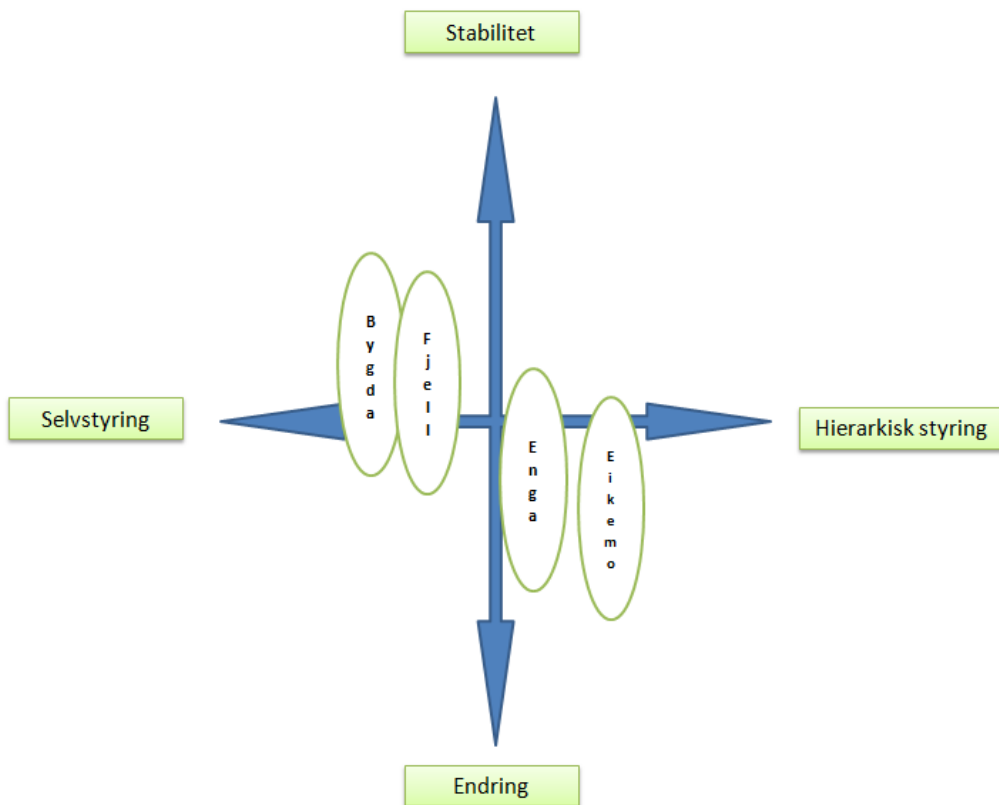 Stabilitet
Bygda
Fjell
Selvstyring
Hierarkisk styring
Enga
Eikemo
Endring